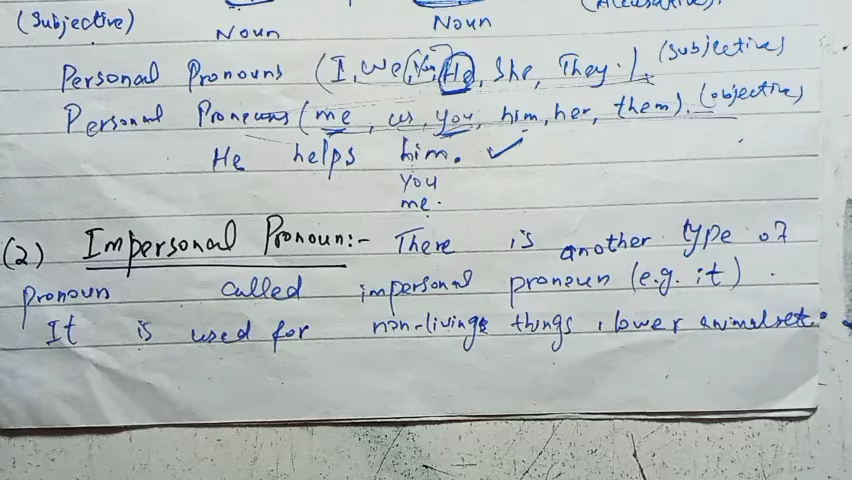 (Subjective) Noun Noun (Accusative).
Personal Pronouns (I, We, You, He, She, They.). (Subjective)
Personal Pronouns (me, us, you, him, her, them). (objective)
He helps him. ✓
you
me.
(2) Impersonal Pronoun:- There is another type of
pronoun called impersonal pronoun (e.g. it).
It is used for non-livings things, lower animals etc.